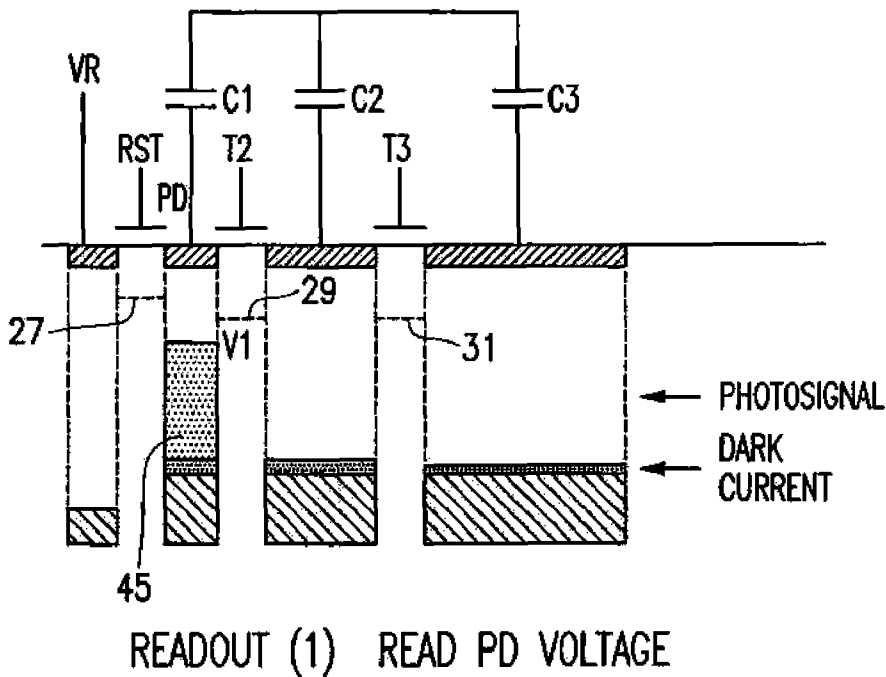 VR
C1
C2
C3
RST
T2
T3
PD
29
27
V1
31
PHOTOSIGNAL
DARK
CURRENT
45
READOUT (1) READ PD VOLTAGE